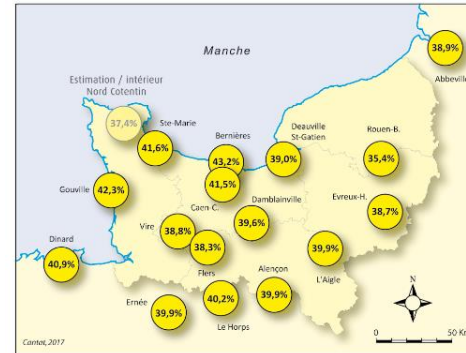 Manche
38,9%
Abbeville
Estimation / intérieur
Nord Cotentin
37,4%
Ste-Marie
41,6%
Bernières
43,2%
Deauville
St-Gatien
39,0%
Rouen-B.
35,4%
Gouville
42,3%
Caen-C.
41,5%
Damblainville
39,6%
Evreux-H.
38,7%
Dinard
40,9%
Vire
38,8%
38,3%
Flers
L'Aigle
39,9%
Alençon
39,9%
Ernée
39,9%
40,2%
Le Horps
N
Cantat, 2017
0 50 Km